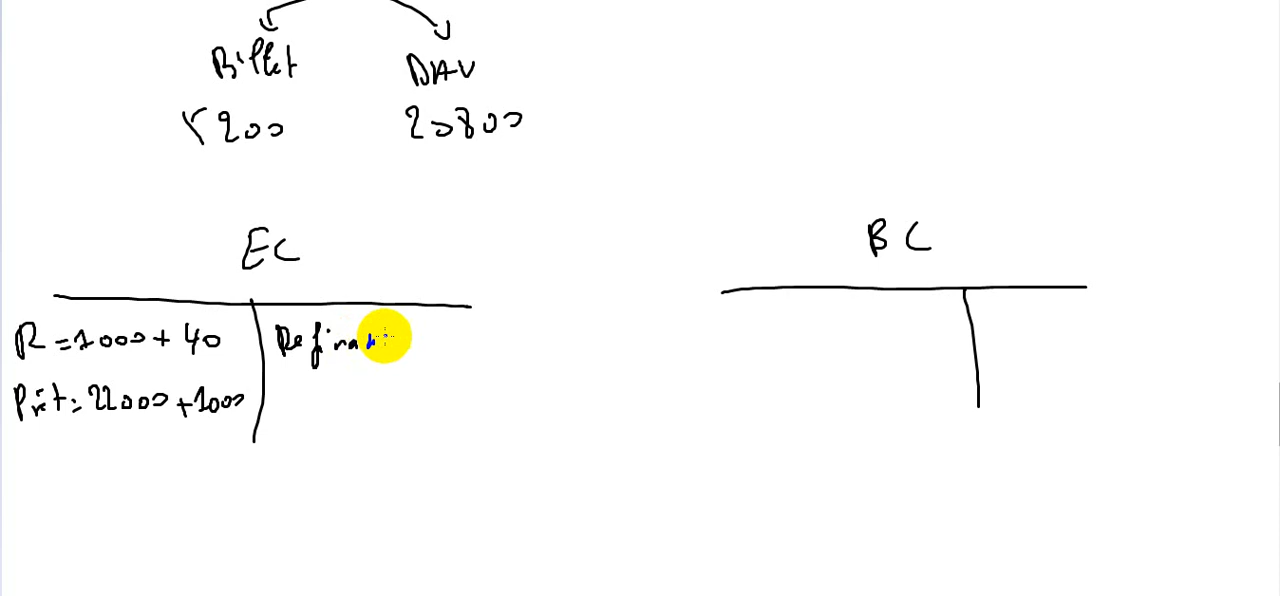 Billet DAV
5200 20800
EC BC
R = 1000 + 40 Refina
Prêt = 22000 + 1000